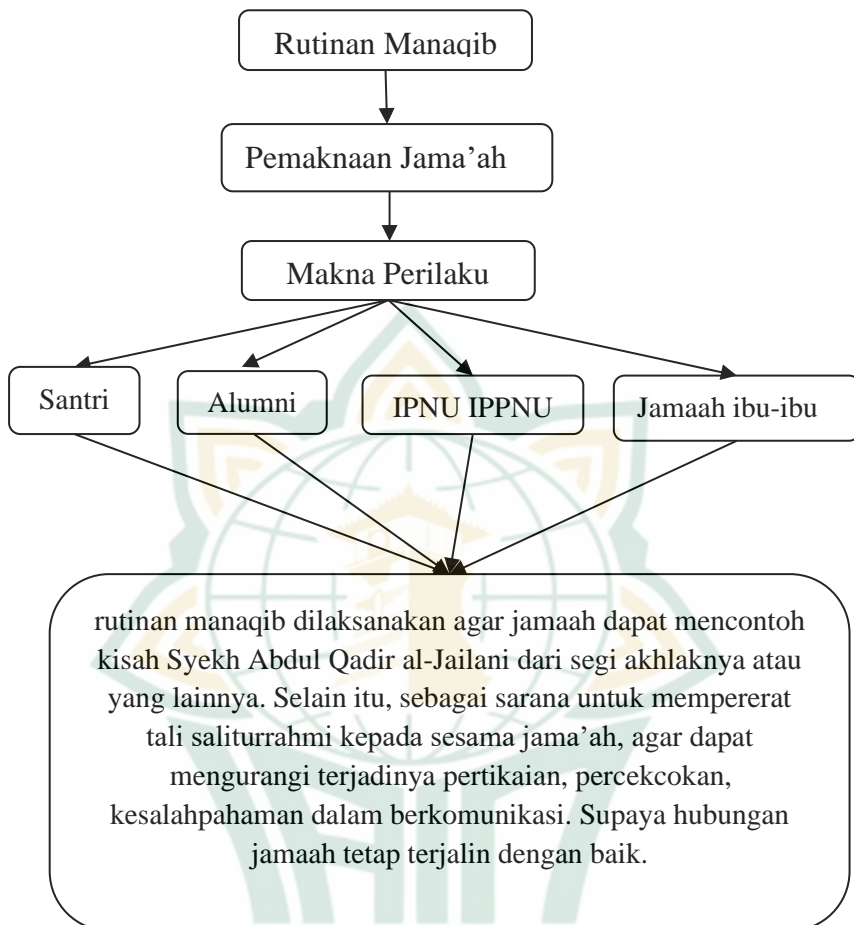 Rutinan Manaqib
Pemaknaan Jama’ah
Makna Perilaku
Santri
Alumni
IPNU IPPNU
Jamaah ibu-ibu
rutinan manaqib dilaksanakan agar jamaah dapat mencontoh
kisah Syekh Abdul Qadir al-Jailani dari segi akhlaknya atau
yang lainnya. Selain itu, sebagai sarana untuk mempererat
tali saliturrahmi kepada sesama jama’ah, agar dapat
mengurangi terjadinya pertikaian, percekcokan,
kesalahpahaman dalam berkomunikasi. Supaya hubungan
jamaah tetap terjalin dengan baik.